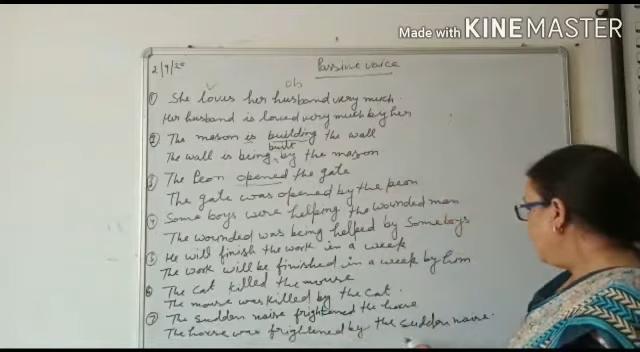 Made with KINEMASTER
2/9/20
Passive voice
ob
① She loves her husband very much.
Her husband is loved very much by her
② The mason is building the wall
built
The wall is being by the mason
③ The Peon opened the gate
The gate was opened by the peon
④ Some boys were helping the wounded man
The wounded was being helped by Some boys
⑤ He will finish the work in a week
The work will be finished in a week by him
⑥ The cat killed the mouse
The mouse was killed by the cat.
⑦ The sudden noise frightened the horse
The horse was frightened by the sudden noise.